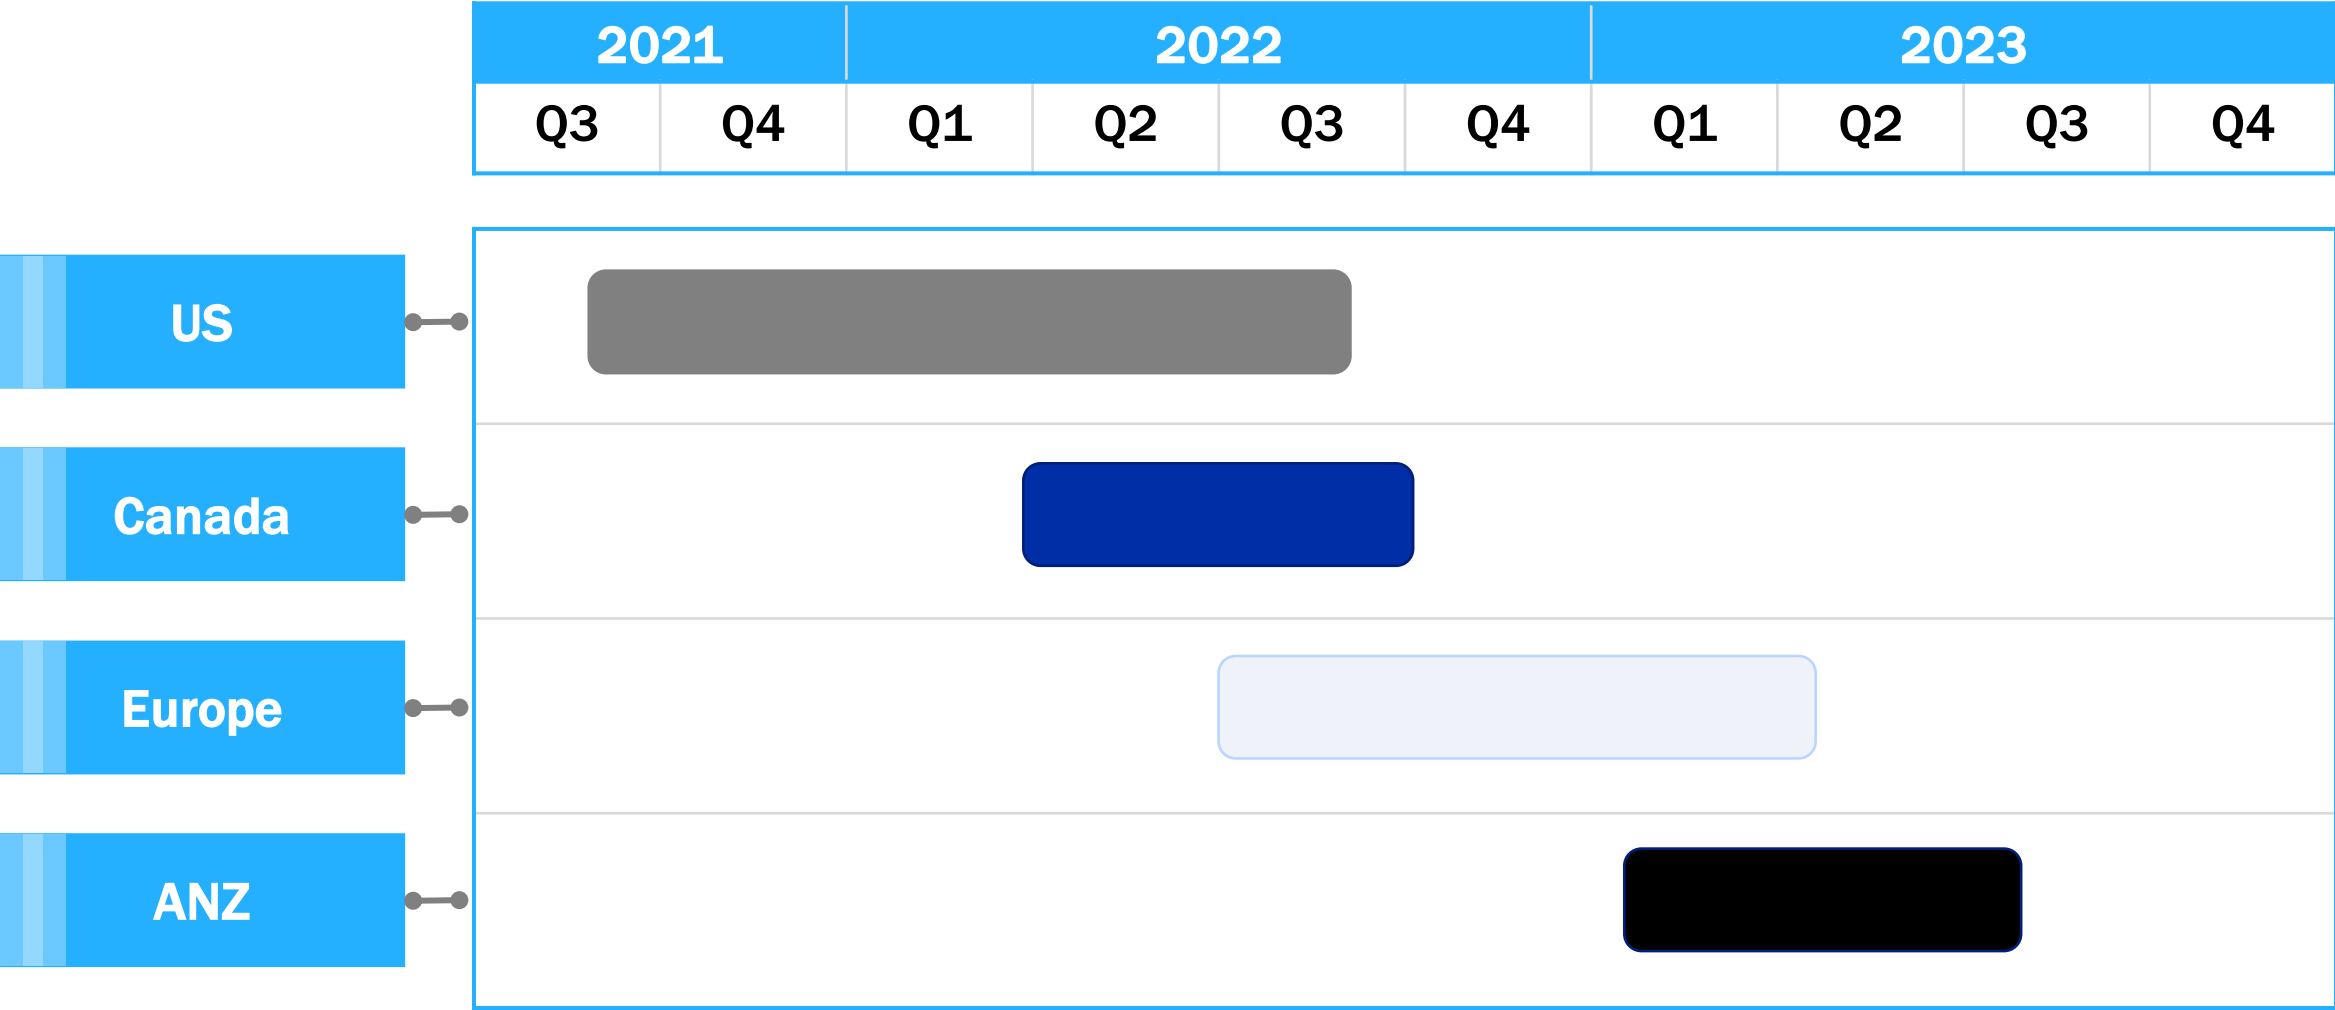 2021 2022 2023
Q3 Q4 Q1 Q2 Q3 Q4 Q1 Q2 Q3 Q4
US
Canada
Europe
ANZ